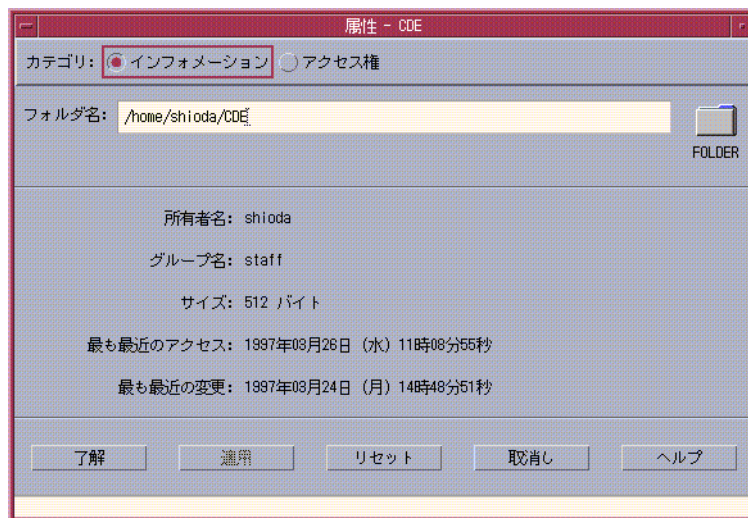 属性 - CDE
カテゴリ: インフォメーション アクセス権
フォルダ名: /home/shioda/CDE
FOLDER
所有者名: shioda
グループ名: staff
サイズ: 512 バイト
最も最近のアクセス: 1997年03月26日 (水) 11時08分55秒
最も最近の変更: 1997年03月24日 (月) 14時48分51秒
了解 適用 リセット 取消し ヘルプ